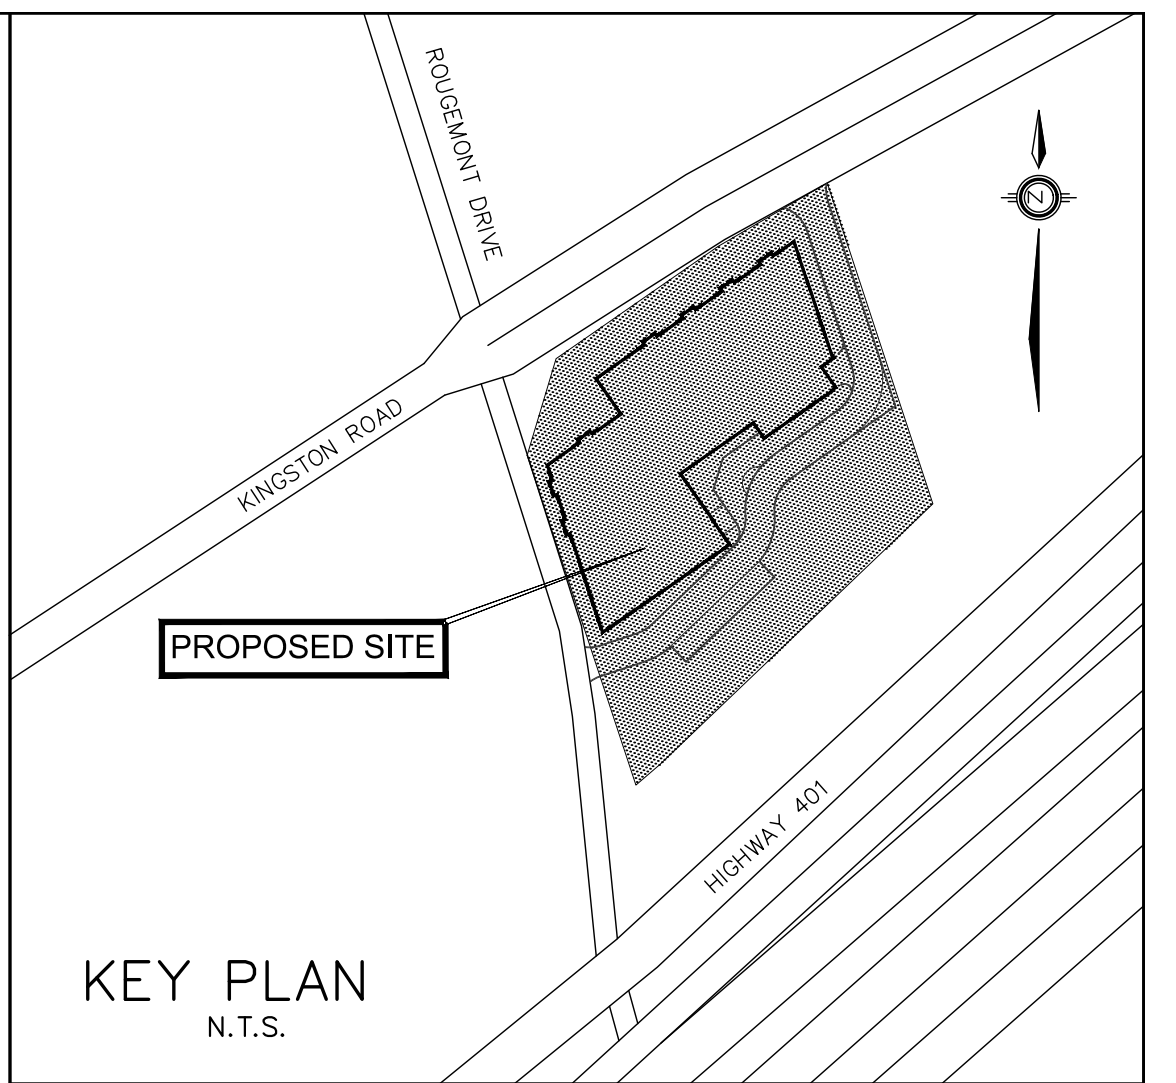 ROUGEMONT DRIVE
N
KINGSTON ROAD
PROPOSED SITE
HIGHWAY 401
KEY PLAN
N.T.S.